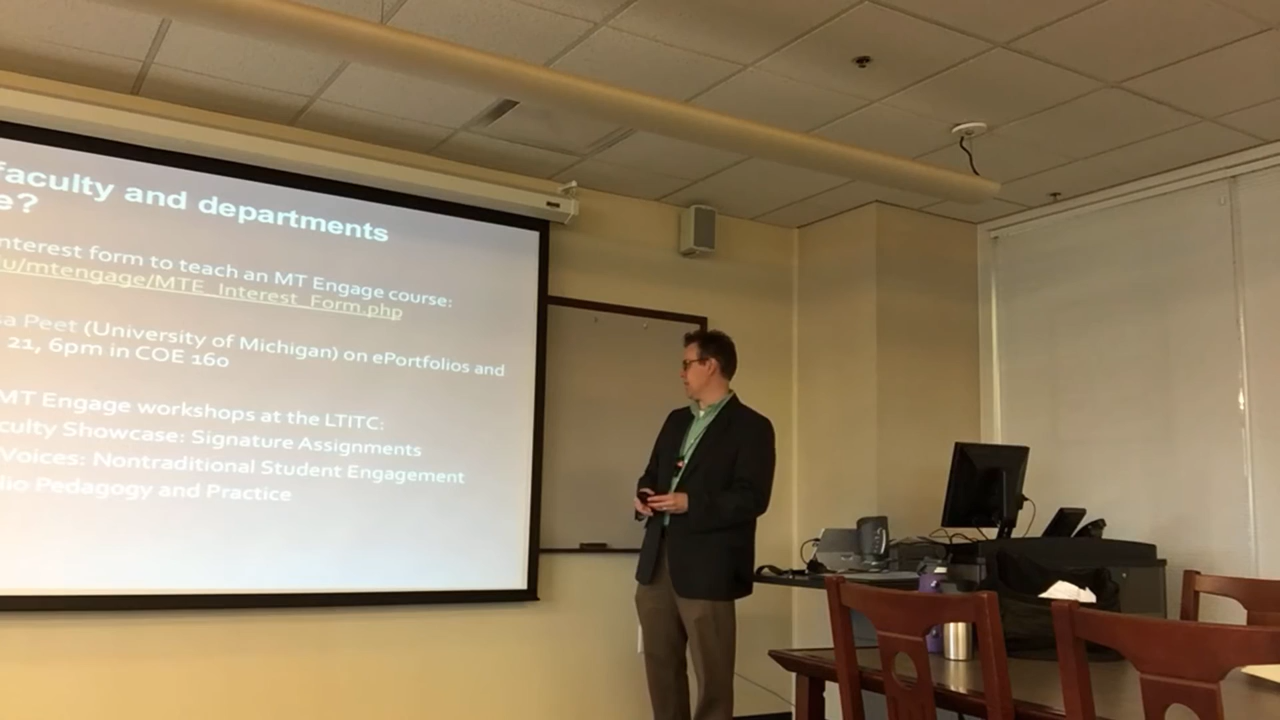 faculty and departments
e?
nterest form to teach an MT Engage course:
du/mtengage/MTE_Interest_Form.php
sa Peet (University of Michigan) on ePortfolios and
21, 6pm in COE 160
MT Engage workshops at the LTITC:
culty Showcase: Signature Assignments
Voices: Nontraditional Student Engagement
lio Pedagogy and Practice